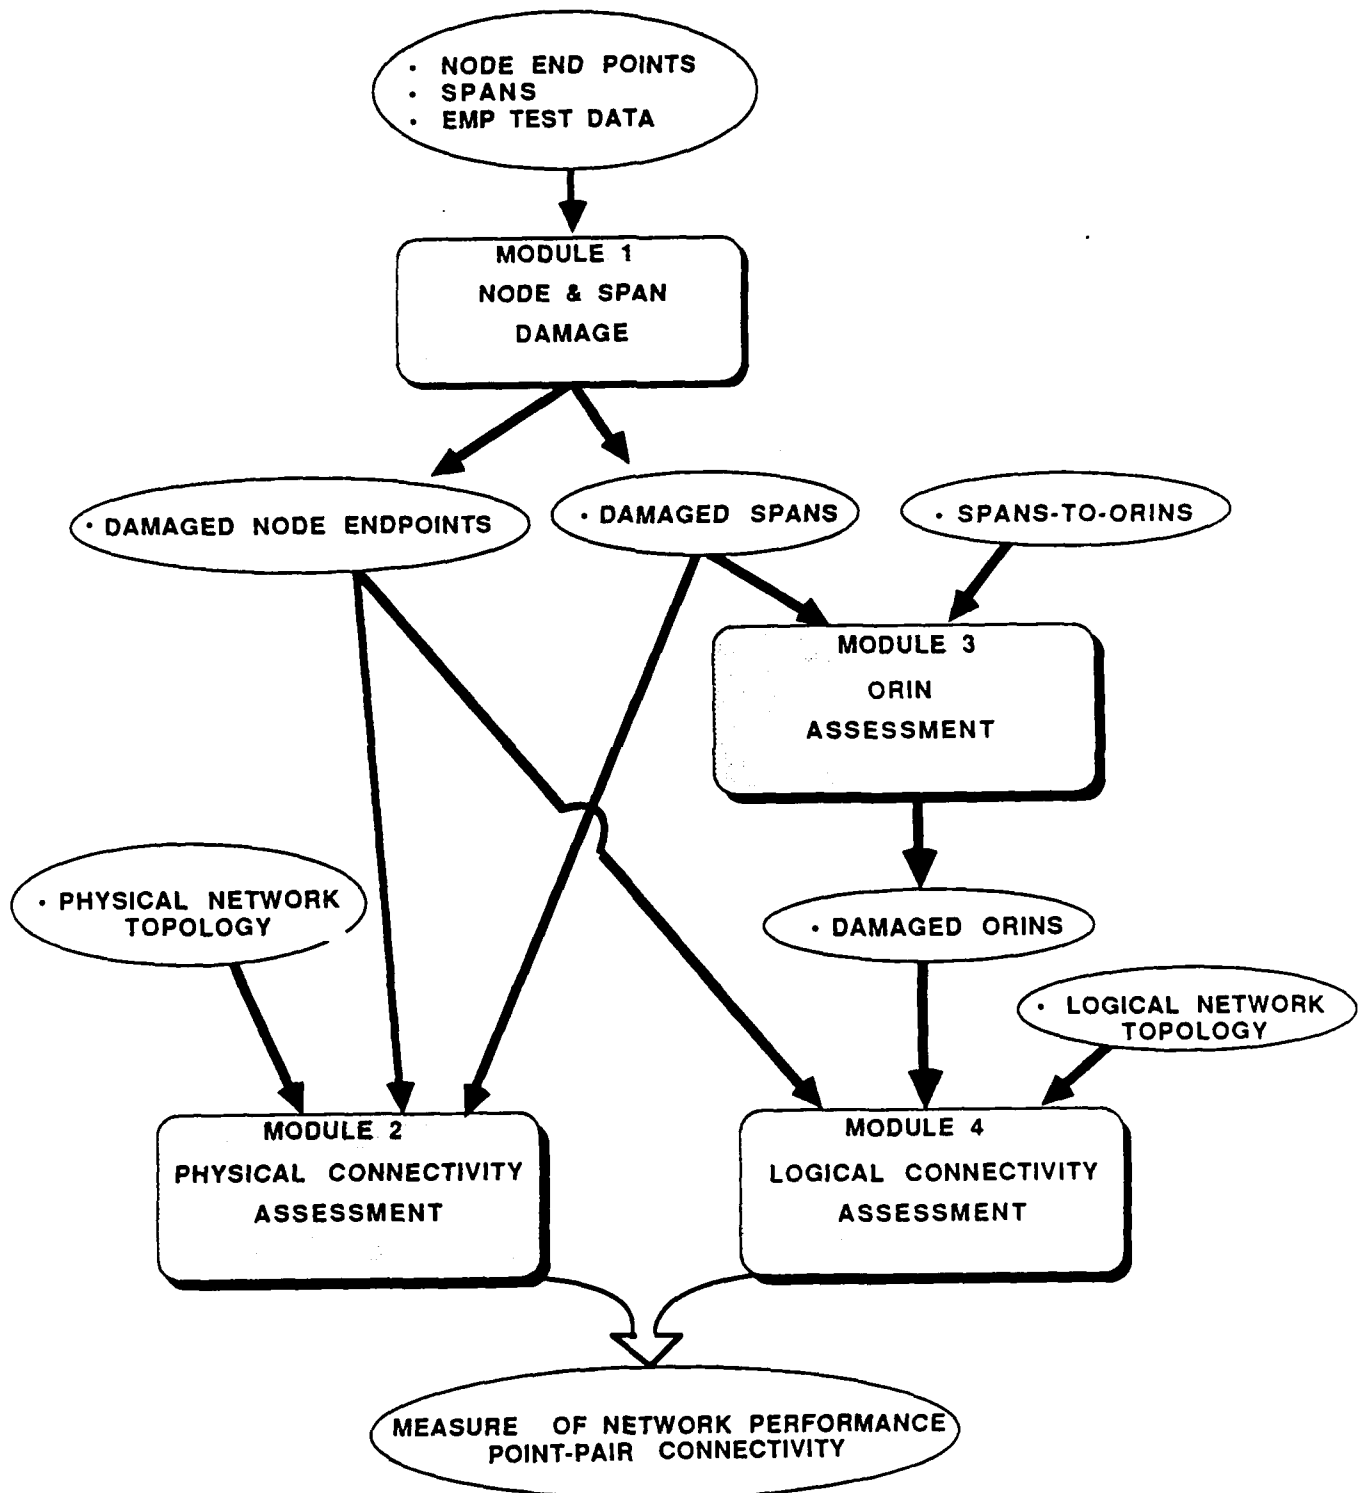 · NODE END POINTS
· SPANS
· EMP TEST DATA
MODULE 1
NODE & SPAN
DAMAGE
· DAMAGED NODE ENDPOINTS
· DAMAGED SPANS
· SPANS-TO-ORINS
MODULE 3
ORIN
ASSESSMENT
· PHYSICAL NETWORK
TOPOLOGY
· DAMAGED ORINS
· LOGICAL NETWORK
TOPOLOGY
MODULE 2
PHYSICAL CONNECTIVITY
ASSESSMENT
MODULE 4
LOGICAL CONNECTIVITY
ASSESSMENT
MEASURE OF NETWORK PERFORMANCE
POINT-PAIR CONNECTIVITY